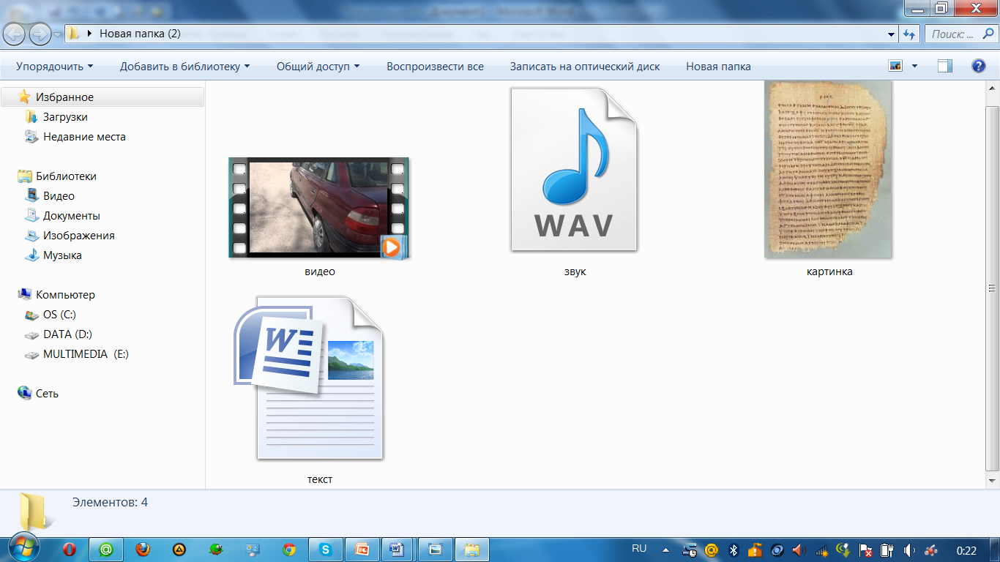 Новая папка (2)
Поиск: ...
Упорядочить
Добавить в библиотеку
Общий доступ
Воспроизвести все
Записать на оптический диск
Новая папка
Избранное
Загрузки
Недавние места
Библиотеки
Видео
Документы
Изображения
Музыка
Компьютер
OS (C:)
DATA (D:)
MULTIMEDIA (E:)
Сеть
WAV
видео
звук
картинка
W
текст
Элементов: 4
RU
0:22